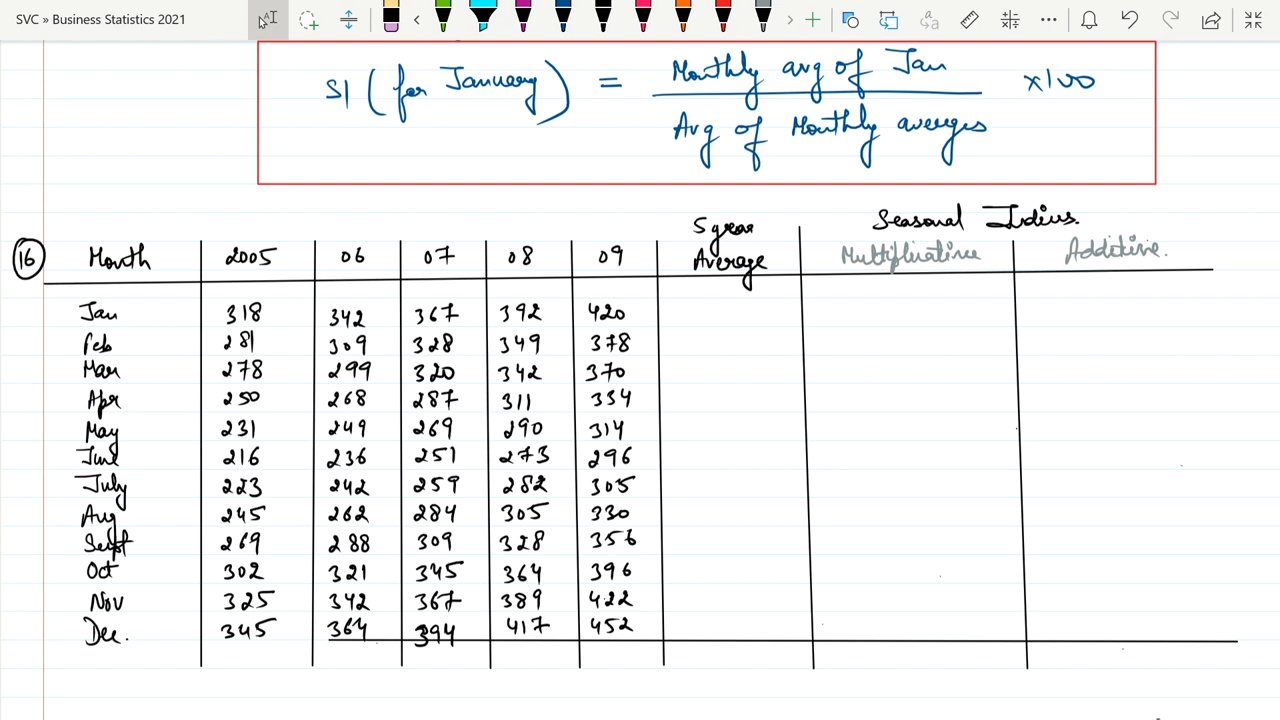 SVC » Business Statistics 2021
SI (for January) = Monthly avg of Jan ×100
Avg of Monthly averages
5 year Seasonal Indices.
16 Month 2005 06 07 08 09 Average Multiplicative Additive.
Jan 318 342 367 392 420
Feb 281 309 328 349 378
Mar 278 299 320 342 370
Apr 250 268 287 311 334
May 231 249 269 290 314
June 216 236 251 273 296
July 223 242 259 282 305
Aug 245 262 284 305 330
Sept 269 288 309 328 356
Oct 302 321 345 364 396
Nov 325 342 367 389 422
Dec. 345 364 394 417 452